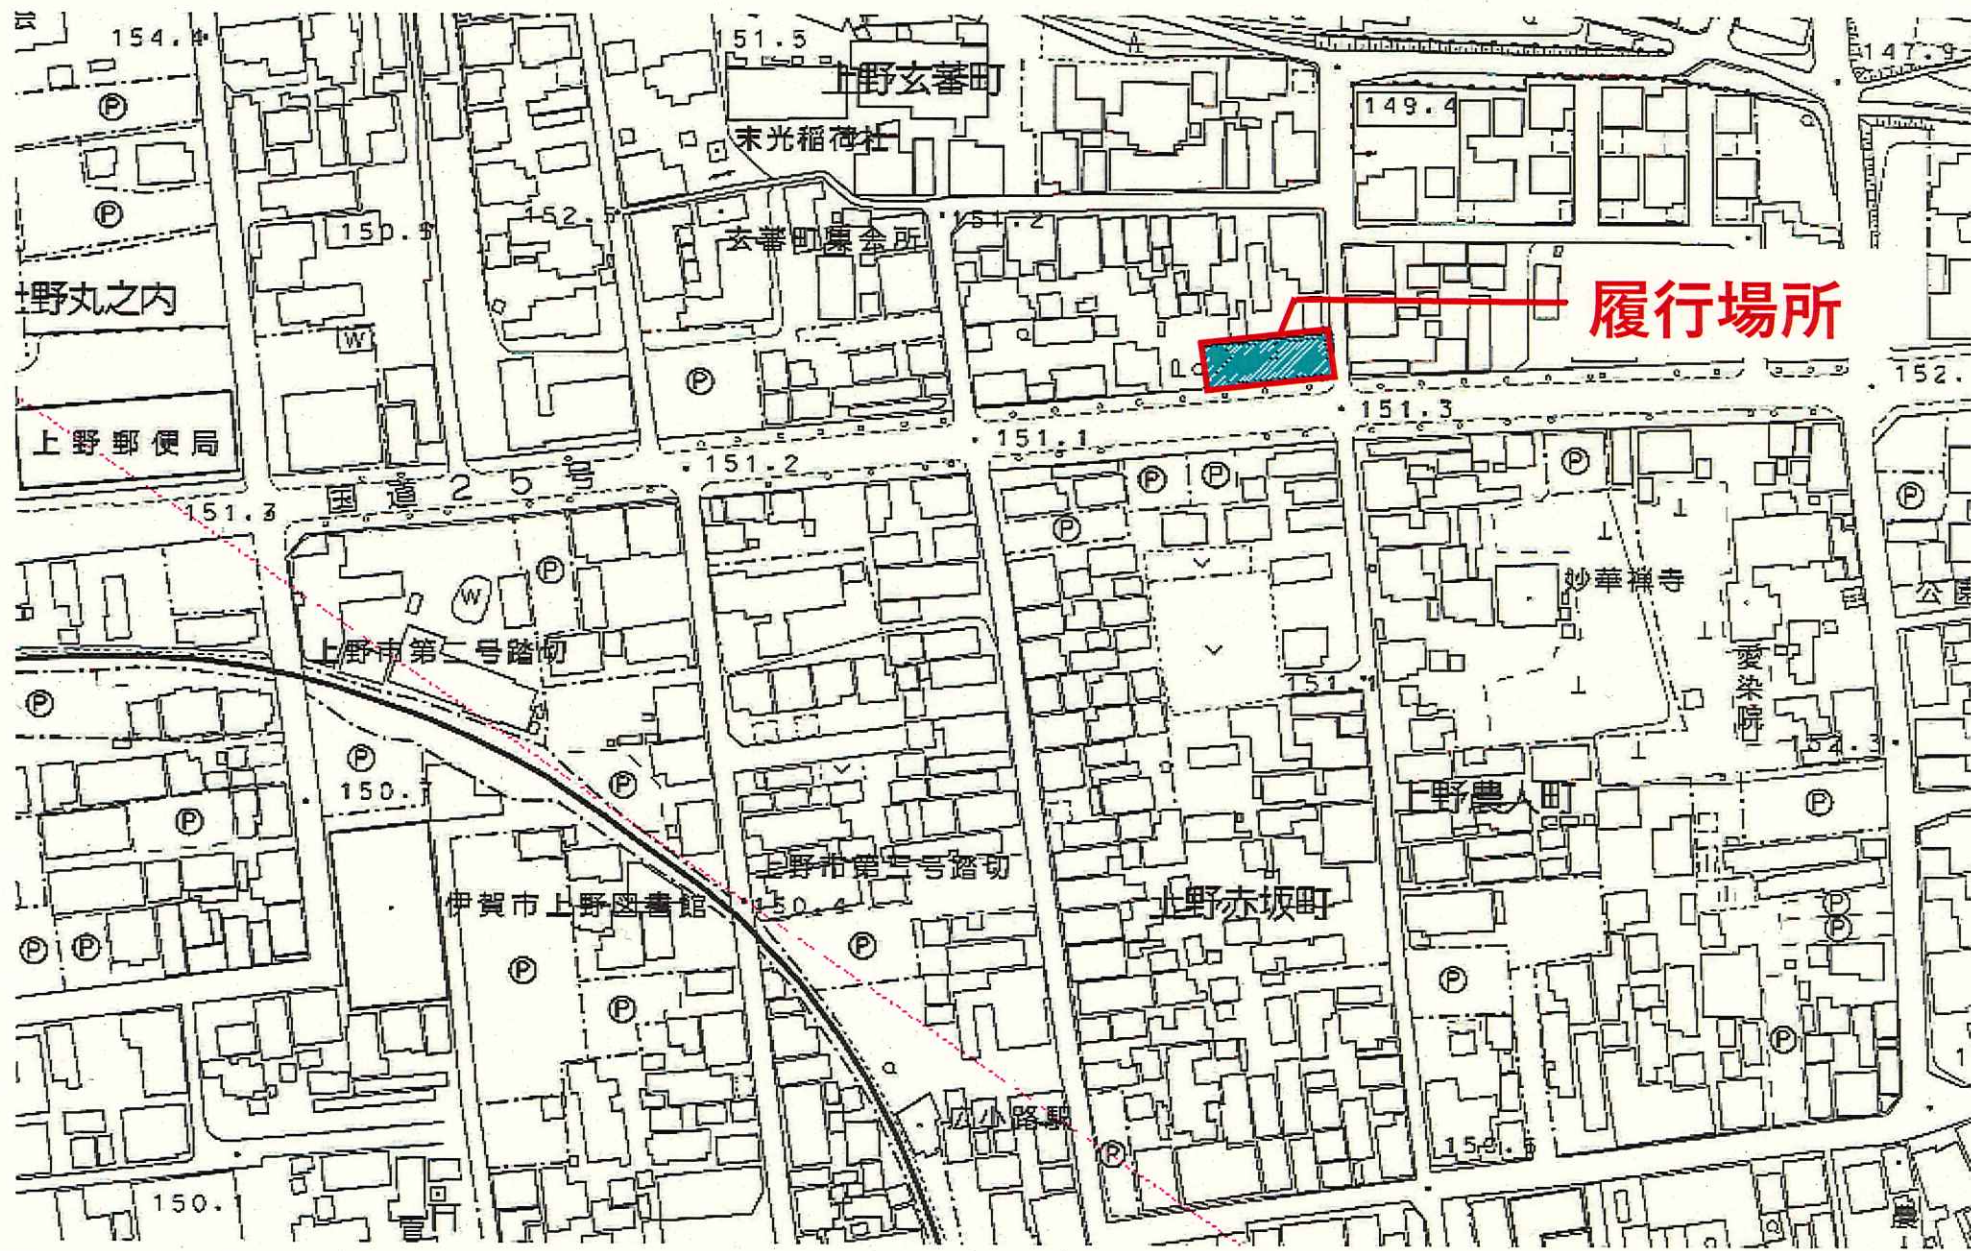 154.4
151.5
上野玄蕃町
147.9
149.4
末光稲荷社
152.
151.2
150.5
玄蕃町集会所
野丸之内
W
履行場所
P
152.
151.3
上野郵便局
151.1
151.2
国道25号
151.3
P
P
P
P
P
P
W
妙華禅寺
公園
上野市第二号踏切
愛染院
151.1
P
P
150.7
P
P
上野農人町
P
上野市第三号踏切
伊賀市上野図書館
150.4
上野赤坂町
P
P
P
P
P
P
P
P
P
P
広小路駅
P
150.